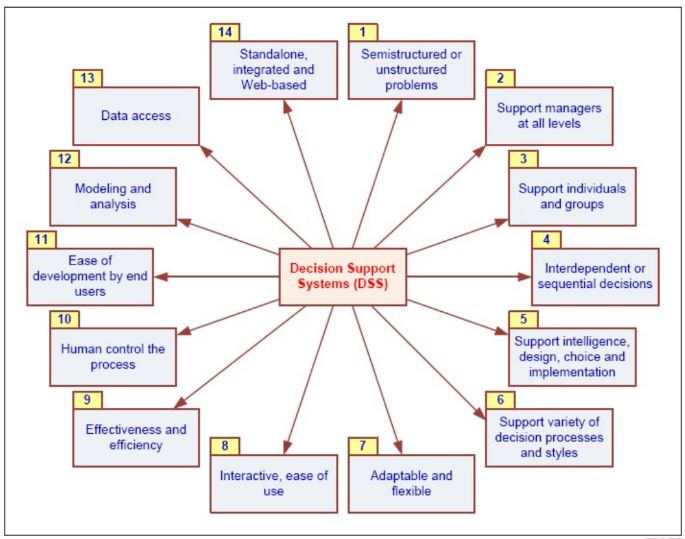 14
Standalone,
integrated and
Web-based
1
Semistructured or
unstructured
problems
13
Data access
2
Support managers
at all levels
12
Modeling and
analysis
3
Support individuals
and groups
11
Ease of
development by end
users
Decision Support
Systems (DSS)
4
Interdependent or
sequential decisions
10
Human control the
process
5
Support intelligence,
design, choice and
implementation
9
Effectiveness and
efficiency
6
Support variety of
decision processes
and styles
8
Interactive, ease of
use
7
Adaptable and
flexible